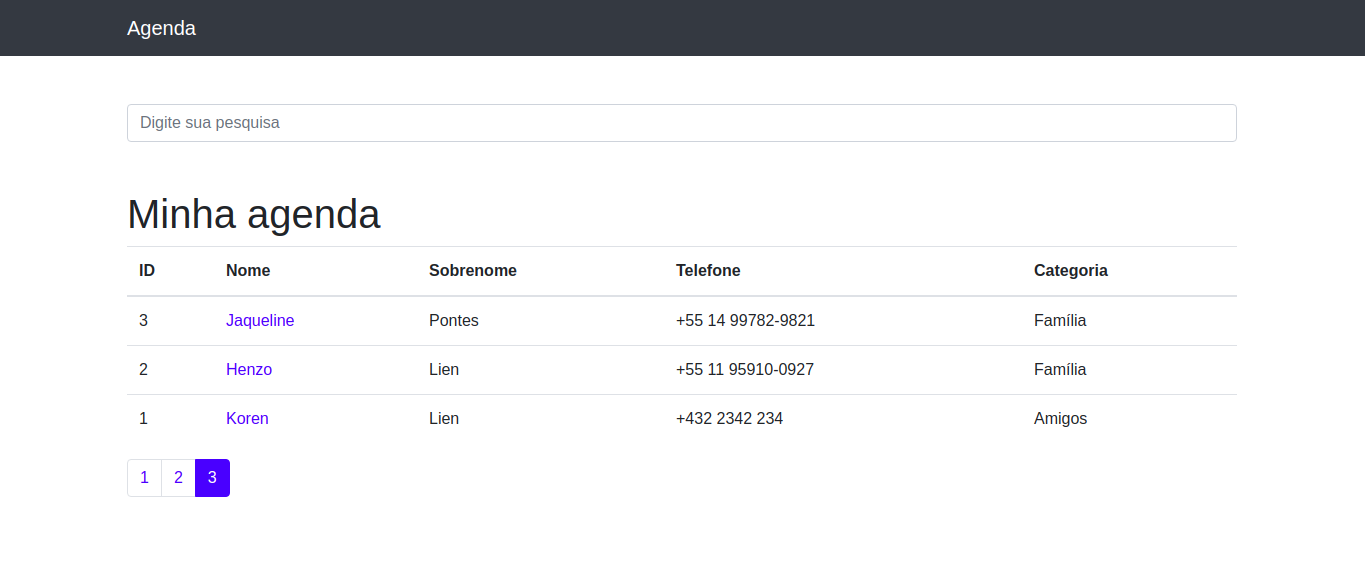 Agenda
Digite sua pesquisa
Minha agenda
ID Nome Sobrenome Telefone Categoria
3 Jaqueline Pontes +55 14 99782-9821 Família
2 Henzo Lien +55 11 95910-0927 Família
1 Koren Lien +432 2342 234 Amigos
1 2 3